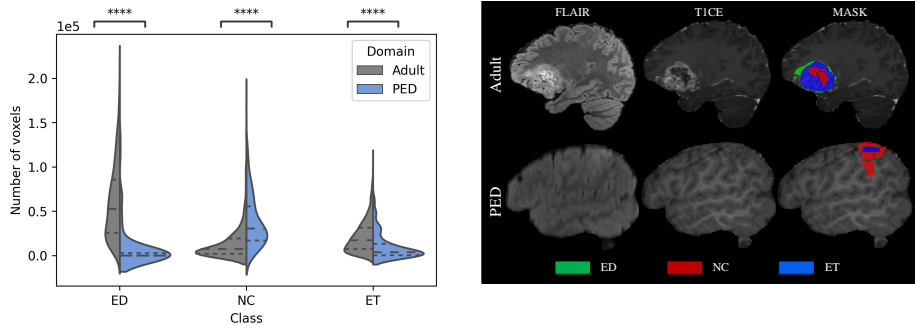 **** **** ****
1e5
Domain
Adult
PED
2.0
1.5
1.0
0.5
0.0
Number of voxels
ED NC ET
Class
FLAIR T1CE MASK
Adult
PED
ED NC ET